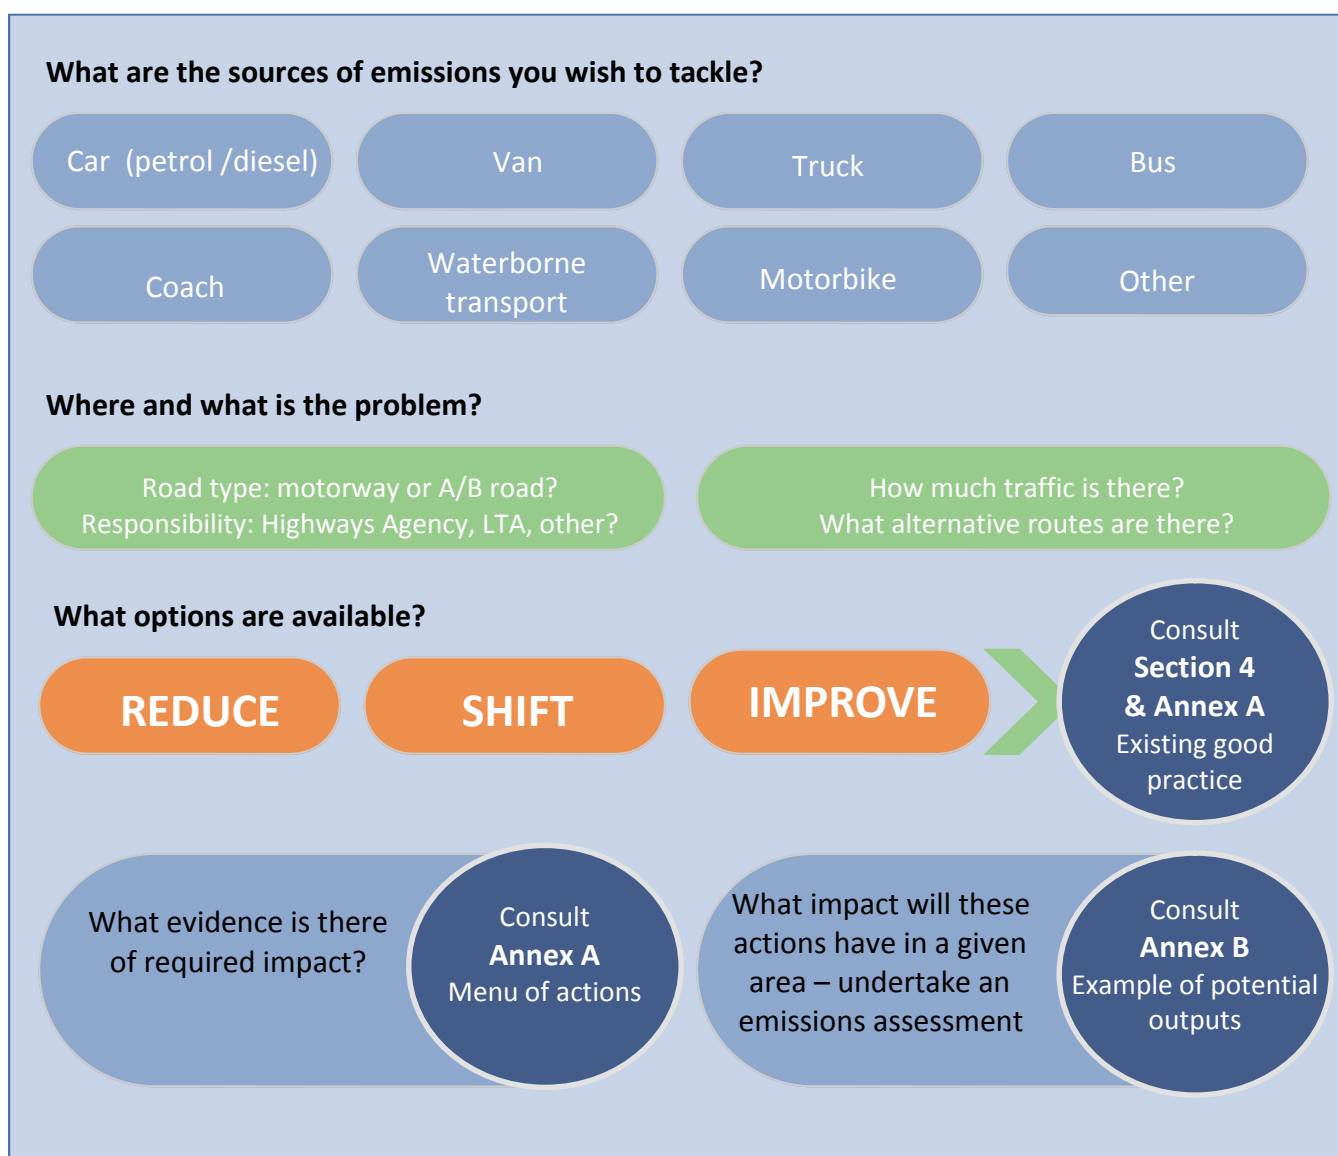 What are the sources of emissions you wish to tackle?
Car (petrol /diesel)
Van
Truck
Bus
Coach
Waterborne
transport
Motorbike
Other
Where and what is the problem?
Road type: motorway or A/B road?
Responsibility: Highways Agency, LTA, other?
How much traffic is there?
What alternative routes are there?
What options are available?
REDUCE
SHIFT
IMPROVE
Consult
Section 4
& Annex A
Existing good
practice
What evidence is there
of required impact?
Consult
Annex A
Menu of actions
What impact will these
actions have in a given
area – undertake an
emissions assessment
Consult
Annex B
Example of potential
outputs